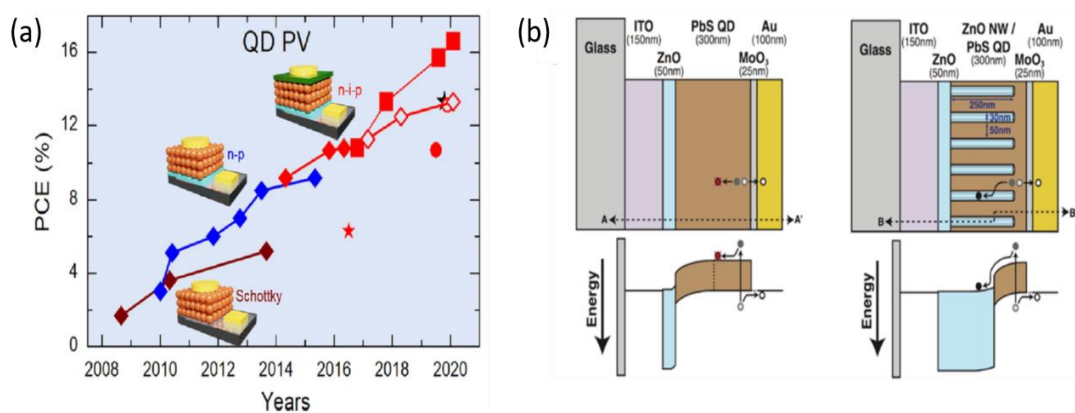 (a)
QD PV
n-i-p
n-p
Schottky
PCE (%)
16
12
8
4
0
2008 2010 2012 2014 2016 2018 2020
Years
(b)
Glass
ITO
(150nm)
ZnO
(50nm)
PbS QD
(300nm)
MoO3
(25nm)
Au
(100nm)
A
A'
Energy
Glass
ITO
(150nm)
ZnO
(50nm)
ZnO NW /
PbS QD
(300nm)
MoO3
(25nm)
Au
(100nm)
250nm
30nm
50nm
B
B
Energy